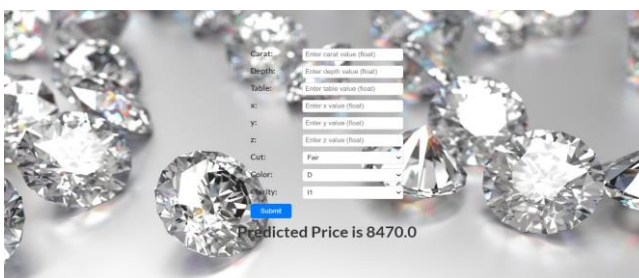 Carat: Enter carat value (float)
Depth: Enter depth value (float)
Table: Enter table value (float)
x: Enter x value (float)
y: Enter y value (float)
z: Enter z value (float)
Cut: Fair
Color: D
Clarity: I1
Submit
Predicted Price is 8470.0